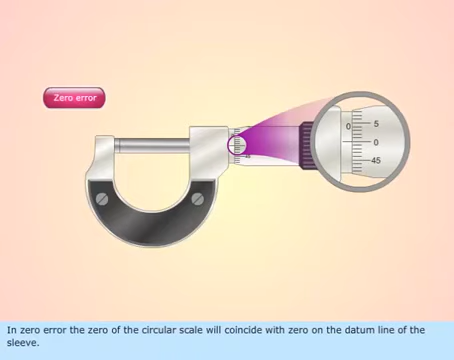 Zero error
0
5
0
45
In zero error the zero of the circular scale will coincide with zero on the datum line of the
sleeve.